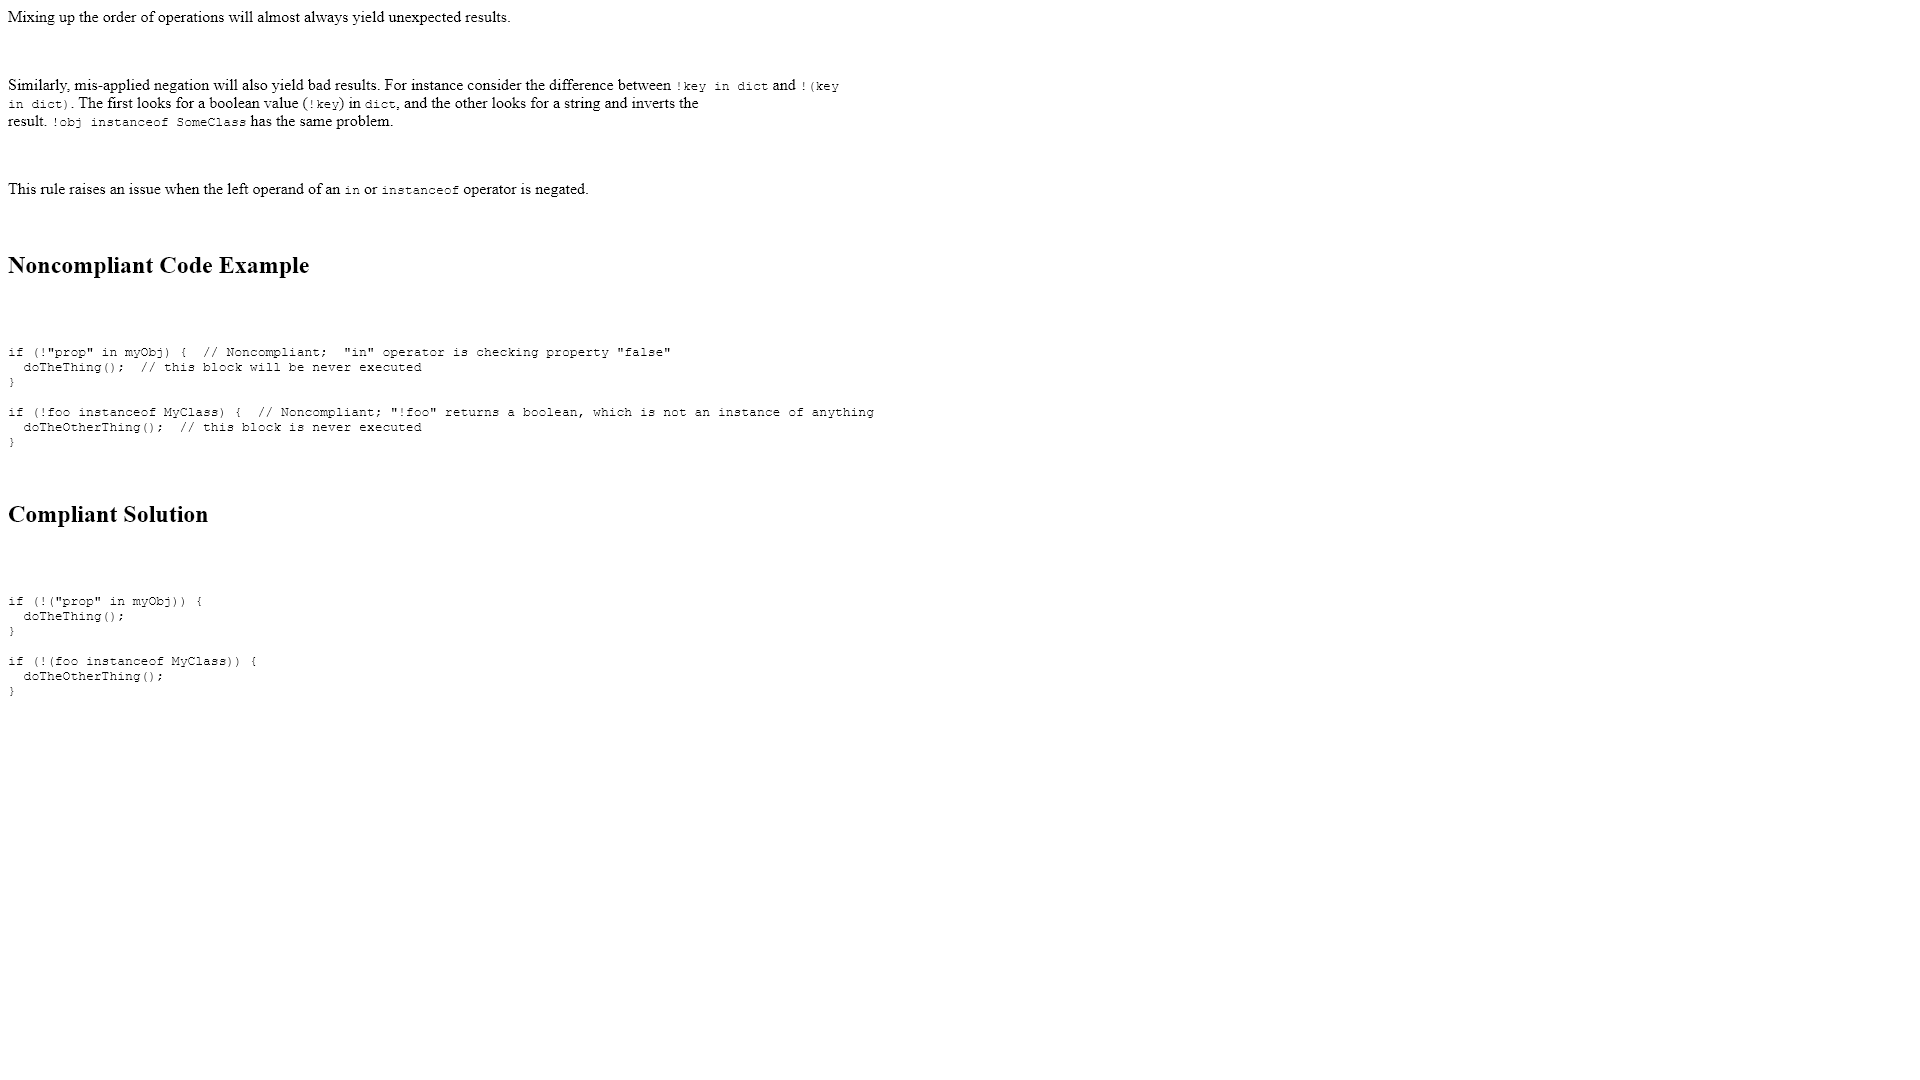 Mixing up the order of operations will almost always yield unexpected results.
Similarly, mis-applied negation will also yield bad results. For instance consider the difference between !key in dict and !(key
in dict). The first looks for a boolean value (!key) in dict, and the other looks for a string and inverts the
result. !obj instanceof SomeClass has the same problem.
This rule raises an issue when the left operand of an in or instanceof operator is negated.
Noncompliant Code Example
if (!"prop" in myObj) {  // Noncompliant;  "in" operator is checking property "false"
  doTheThing();  // this block will be never executed
}
if (!foo instanceof MyClass) {  // Noncompliant; "!foo" returns a boolean, which is not an instance of anything
  doTheOtherThing();  // this block is never executed
}
Compliant Solution
if (!("prop" in myObj)) {
  doTheThing();
}
if (!(foo instanceof MyClass)) {
  doTheOtherThing();
}